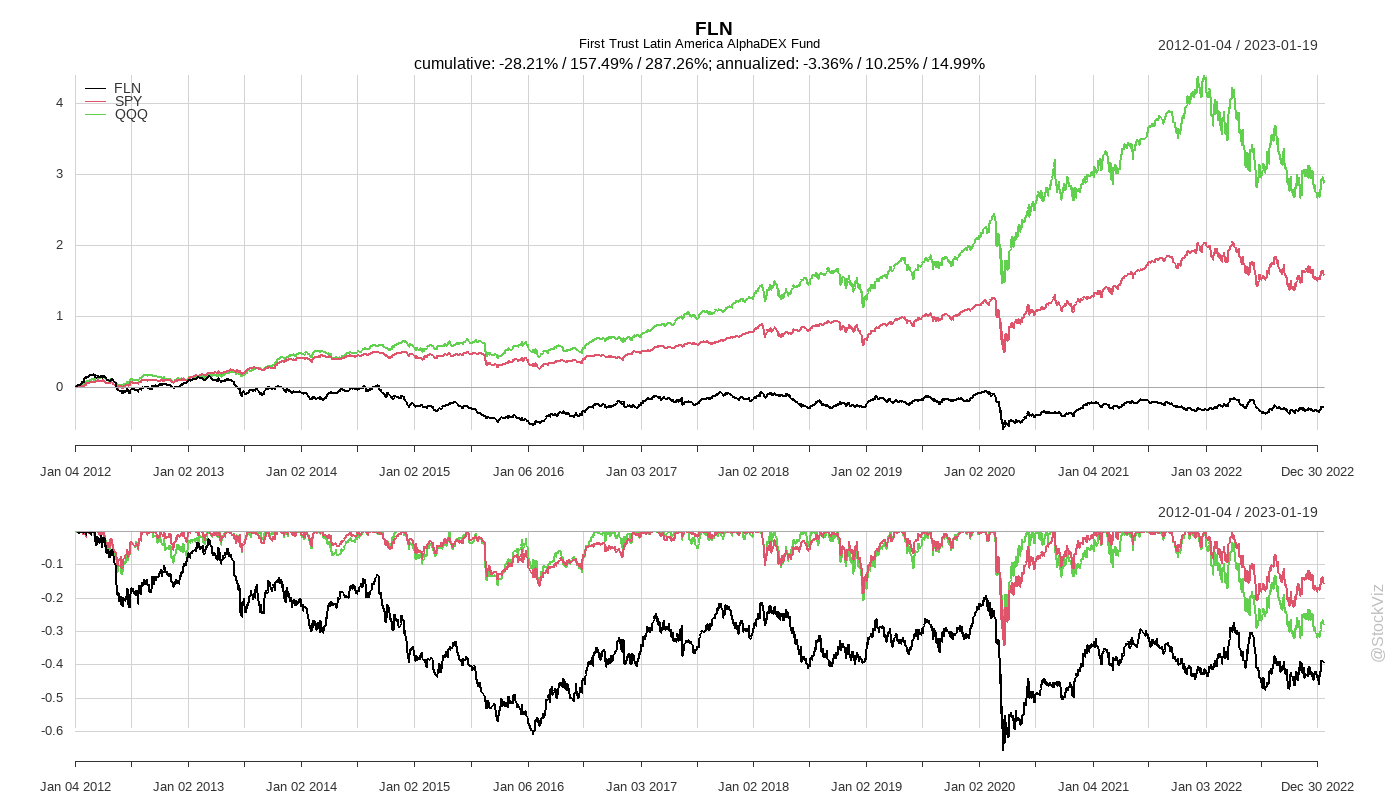 FLN
First Trust Latin America AlphaDEX Fund
2012-01-04 / 2023-01-19
cumulative: -28.21% / 157.49% / 287.26%; annualized: -3.36% / 10.25% / 14.99%
FLN
SPY
QQQ
4
3
2
1
0
Jan 04 2012 Jan 02 2013 Jan 02 2014 Jan 02 2015 Jan 06 2016 Jan 03 2017 Jan 02 2018 Jan 02 2019 Jan 02 2020 Jan 04 2021 Jan 03 2022 Dec 30 2022
2012-01-04 / 2023-01-19
-0.1
-0.2
-0.3
-0.4
-0.5
-0.6
Jan 04 2012 Jan 02 2013 Jan 02 2014 Jan 02 2015 Jan 06 2016 Jan 03 2017 Jan 02 2018 Jan 02 2019 Jan 02 2020 Jan 04 2021 Jan 03 2022 Dec 30 2022
@StockViz